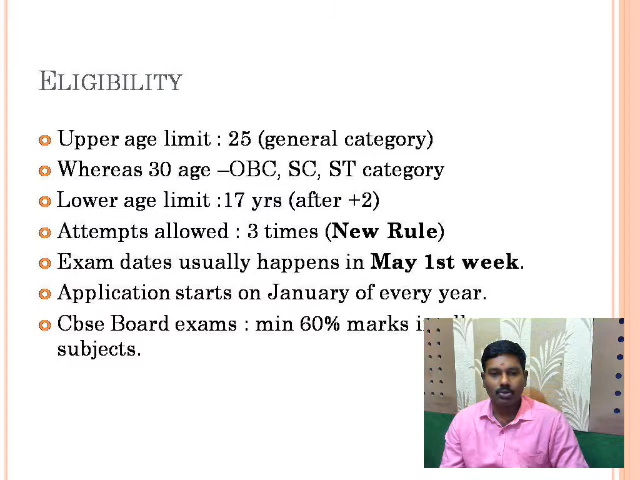 ELIGIBILITY
Upper age limit : 25 (general category)
Whereas 30 age –OBC, SC, ST category
Lower age limit :17 yrs (after +2)
Attempts allowed : 3 times (New Rule)
Exam dates usually happens in May 1st week.
Application starts on January of every year.
Cbse Board exams : min 60% marks
subjects.